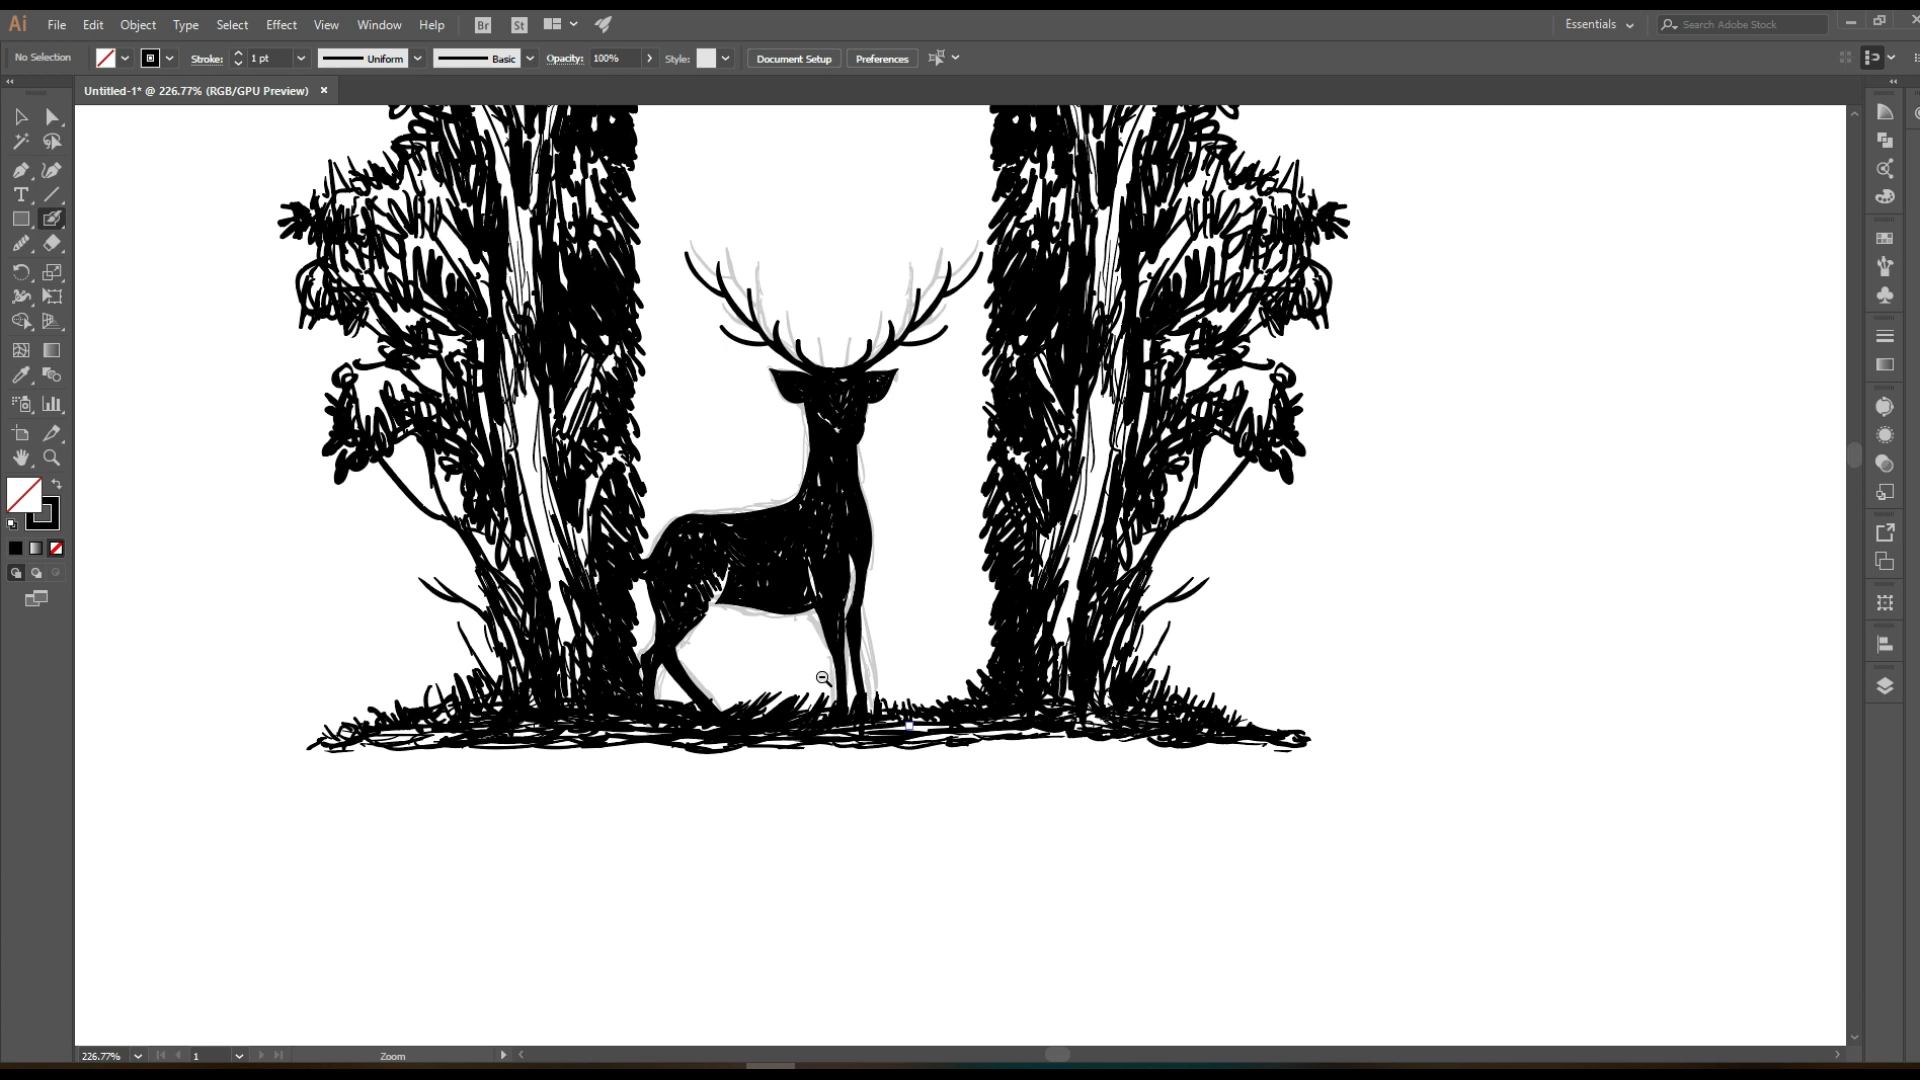 Ai File Edit Object Type Select Effect View Window Help Br St Essentials Search Adobe Stock
No Selection Stroke: 1 pt Uniform Basic Opacity: 100% Style: Document Setup Preferences
Untitled-1* @ 226.77% (RGB/GPU Preview) ×
226.77% 1 Zoom